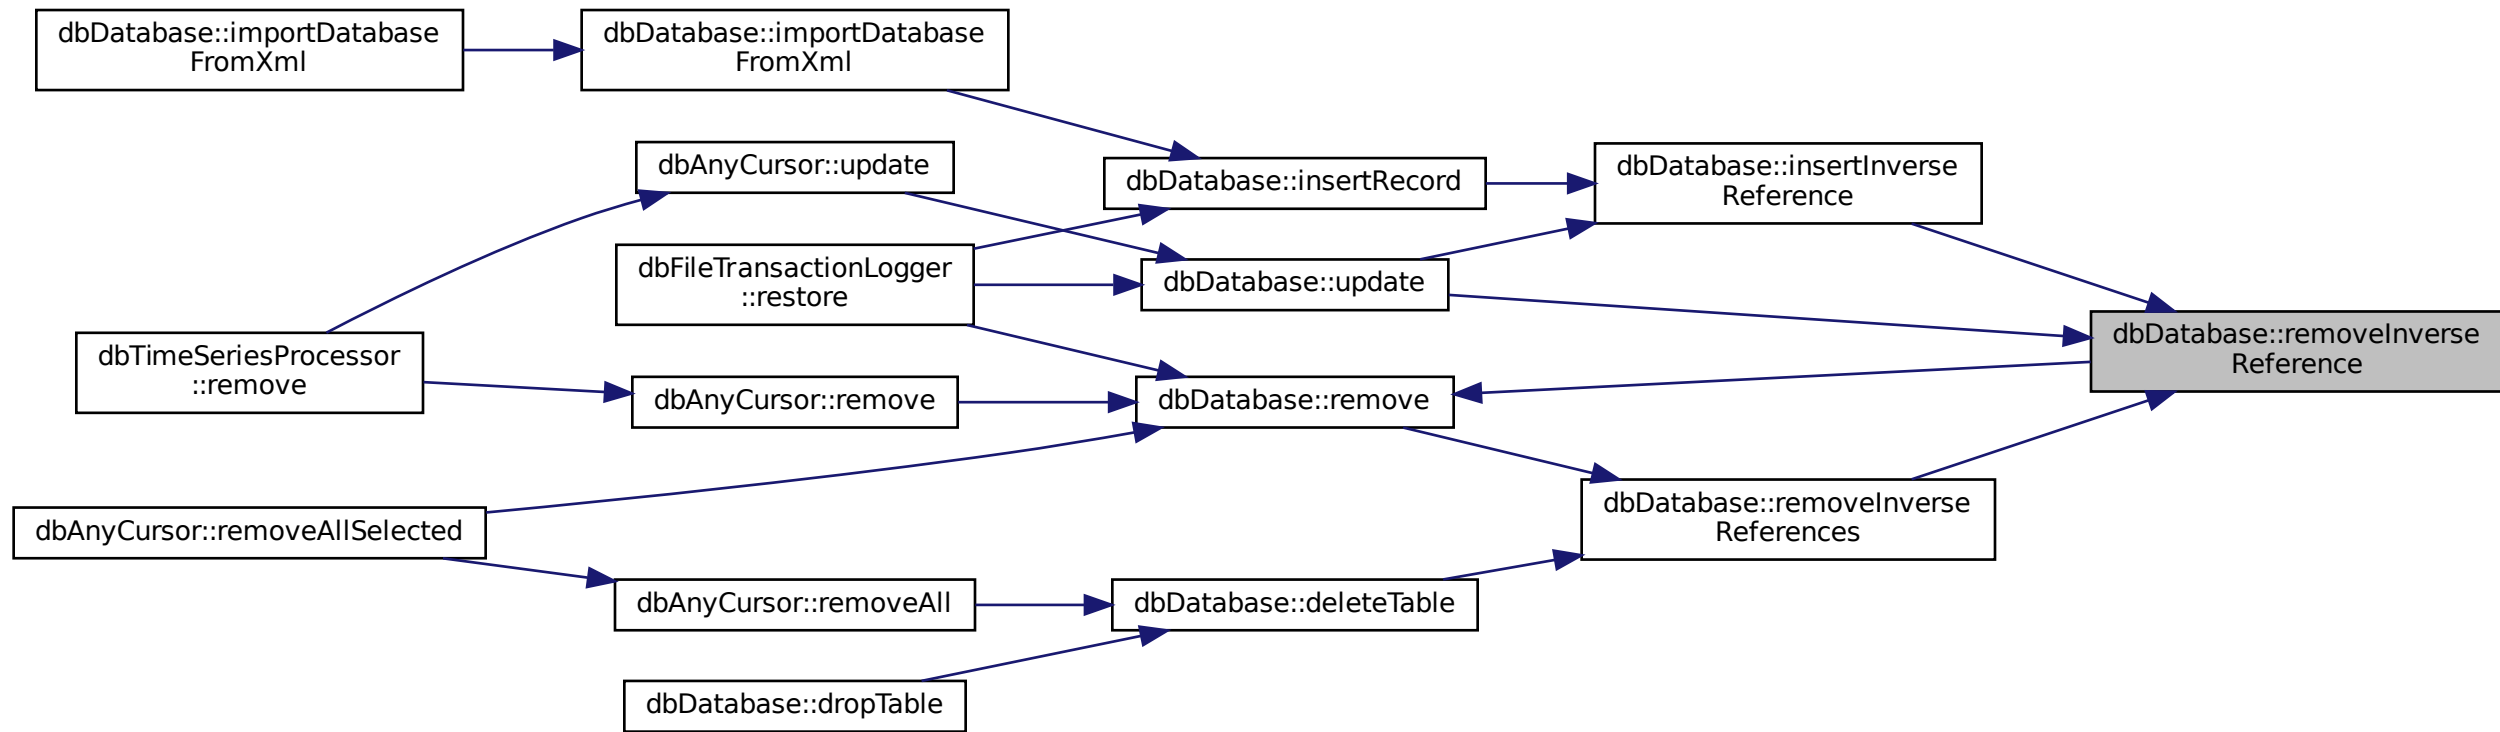 dbDatabase::importDatabase
FromXml
dbDatabase::importDatabase
FromXml
dbAnyCursor::update
dbDatabase::insertRecord
dbDatabase::insertInverse
Reference
dbFileTransactionLogger
::restore
dbDatabase::update
dbDatabase::removeInverse
Reference
dbTimeSeriesProcessor
::remove
dbAnyCursor::remove
dbDatabase::remove
dbDatabase::removeInverse
References
dbAnyCursor::removeAllSelected
dbAnyCursor::removeAll
dbDatabase::deleteTable
dbDatabase::dropTable